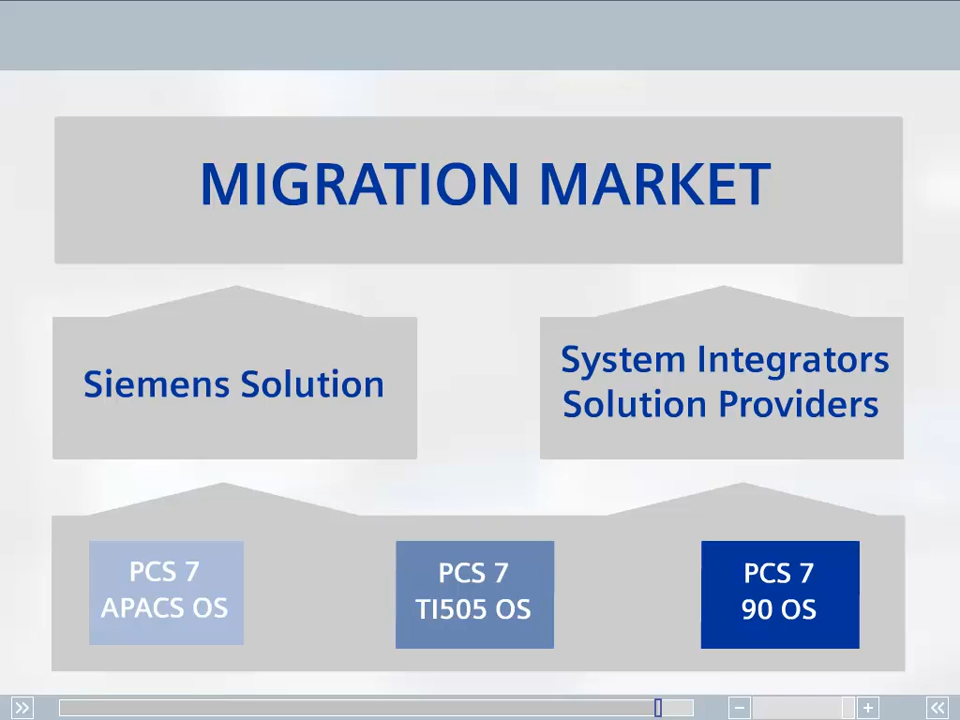 MIGRATION MARKET
Siemens Solution
System Integrators
Solution Providers
PCS 7
APACS OS
PCS 7
TI505 OS
PCS 7
90 OS